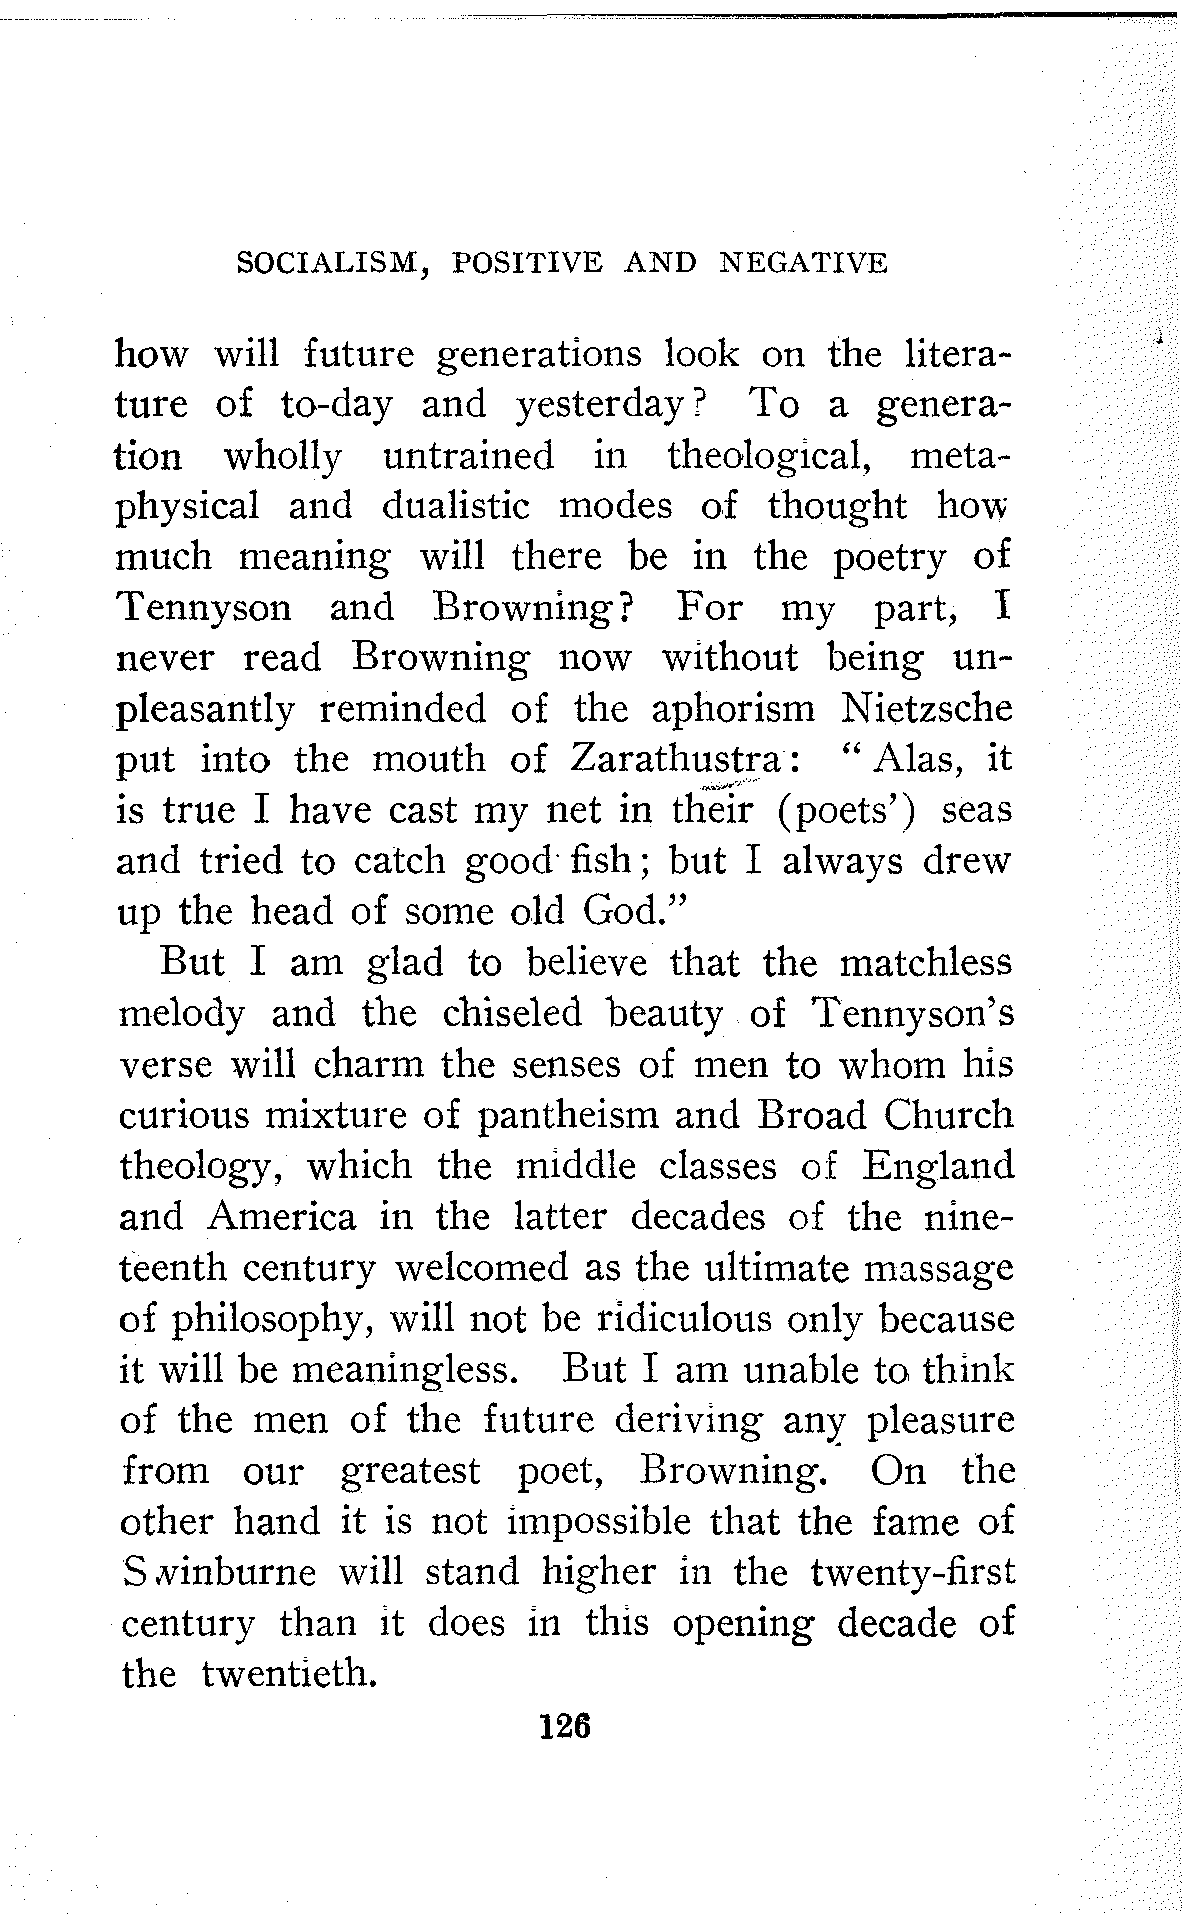 SOCIALISM, POSITIVE AND NEGATIVE
how will future generations look on the litera-
ture of to-day and yesterday? To a genera-
tion wholly untrained in theological, meta-
physical and dualistic modes of thought how
much meaning will there be in the poetry of
Tennyson and Browning? For my part, I
never read Browning now without being un-
pleasantly reminded of the aphorism Nietzsche
put into the mouth of Zarathustra: “Alas, it
is true I have cast my net in their (poets’) seas
and tried to catch good fish; but I always drew
up the head of some old God.”
But I am glad to believe that the matchless
melody and the chiseled beauty of Tennyson’s
verse will charm the senses of men to whom his
curious mixture of pantheism and Broad Church
theology, which the middle classes of England
and America in the latter decades of the nine-
teenth century welcomed as the ultimate massage
of philosophy, will not be ridiculous only because
it will be meaningless. But I am unable to think
of the men of the future deriving any pleasure
from our greatest poet, Browning. On the
other hand it is not impossible that the fame of
Swinburne will stand higher in the twenty-first
century than it does in this opening decade of
the twentieth.
126